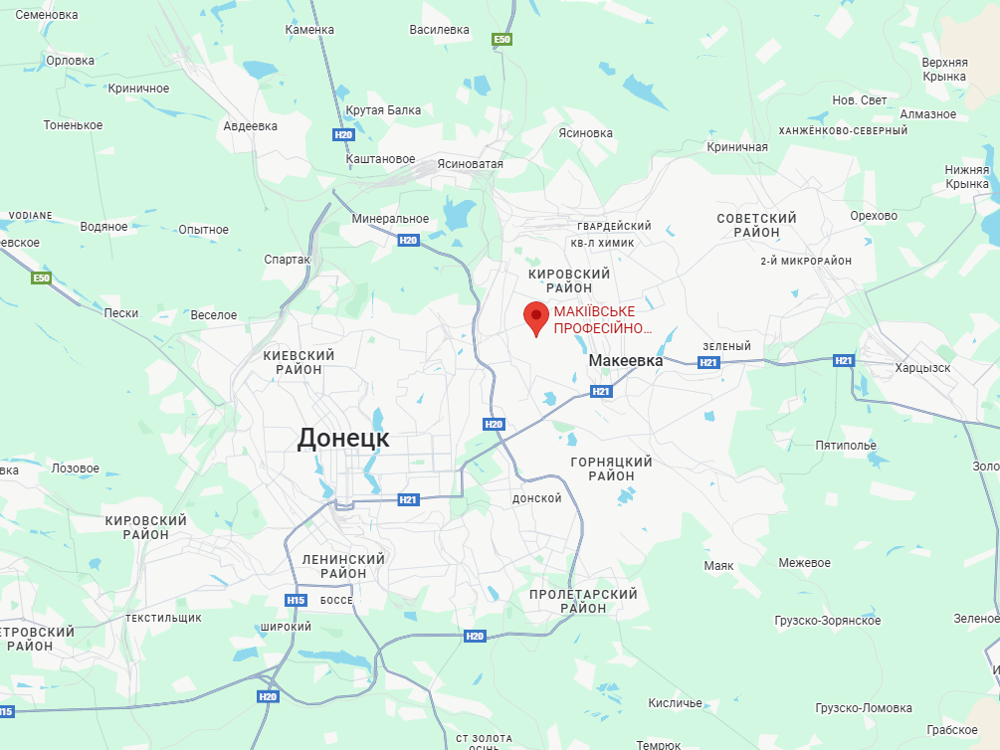 Семеновка
Каменка
Василевка
E50
Орловка
Верхняя
Крынка
Криничное
Нов. Свет
Крутая Балка
Алмазное
Тоненькое
Авдеевка
H20
Ясиновка
ХАНЖЁНКОВО-СЕВЕРНЫЙ
Криничная
Каштановое
Ясиноватая
Нижняя
Крынка
VODIANE
Водяное
Опытное
Минеральное
ГВАРДЕЙСКИЙ
СОВЕТСКИЙ
РАЙОН
Орехово
евское
H20
КВ-Л ХИМИК
Спартак
2-Й МИКРОРАЙОН
E50
КИРОВСКИЙ
РАЙОН
Пески
Веселое
МАКІЇВСЬКЕ
ПРОФЕСІЙНО...
КИЕВСКИЙ
РАЙОН
ЗЕЛЕНЫЙ
Макеевка
H21
H21
Харцызск
H21
H20
Донецк
Пятиполье
вка
Лозовое
ГОРНЯЦКИЙ
РАЙОН
Золо
H21
ДОНСКОЙ
КИРОВСКИЙ
РАЙОН
ЛЕНИНСКИЙ
РАЙОН
Маяк
Межевое
H15
БОССЕ
ПРОЛЕТАРСКИЙ
РАЙОН
ТЕКСТИЛЬЩИК
ШИРОКИЙ
Грузско-Зорянское
Зеленое
ЕТРОВСКИЙ
РАЙОН
H20
H20
Кисличье
H15
Грузско-Ломовка
Грабское
СТ ЗОЛОТА
ОСІНЬ
Темрюк